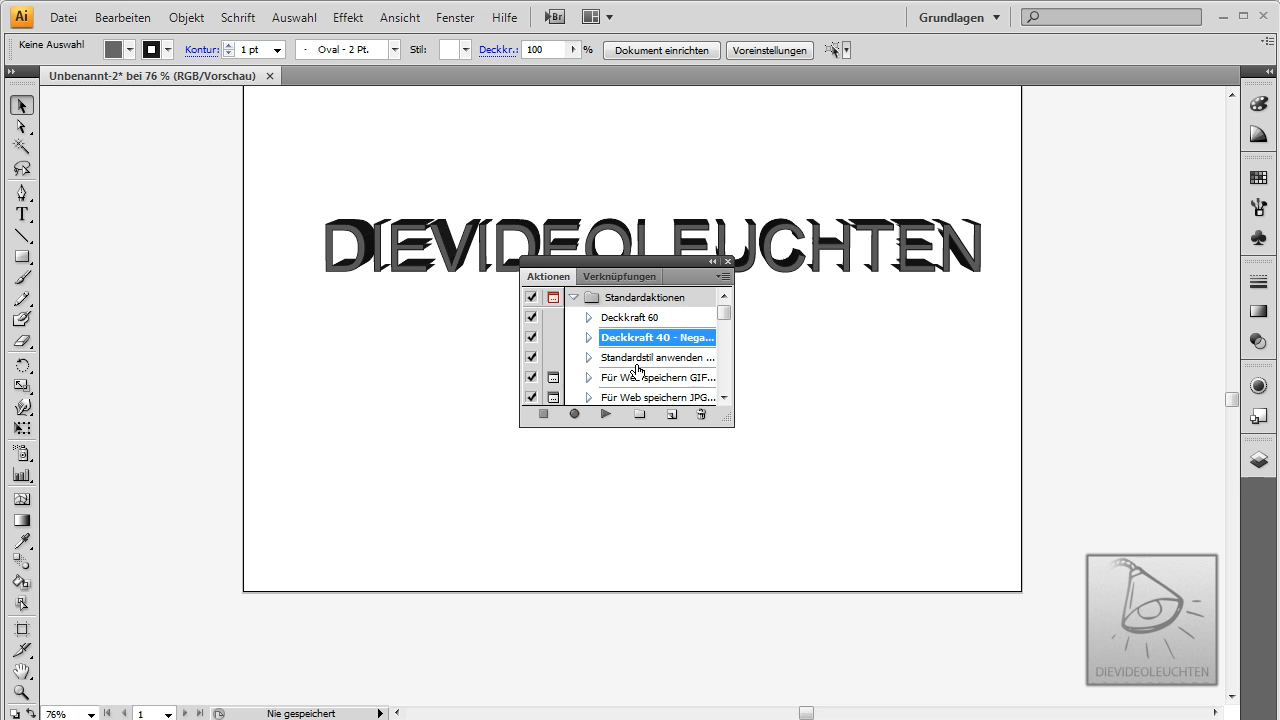 Ai Datei Bearbeiten Objekt Schrift Auswahl Effekt Ansicht Fenster Hilfe Br Grundlagen
Keine Auswahl Kontur: 1 pt Oval - 2 Pt. Stil: Deckkr.: 100 % Dokument einrichten Voreinstellungen
Unbenannt-2* bei 76 % (RGB/Vorschau)
DIEVIDEOLEUCHTEN
Aktionen Verknüpfungen
Standardaktionen
Deckkraft 60
Deckkraft 40 - Nega...
Standardstil anwenden ...
Für Web speichern GIF...
Für Web speichern JPG...
DIEVIDEOLEUCHTEN
76% 1 Nie gespeichert